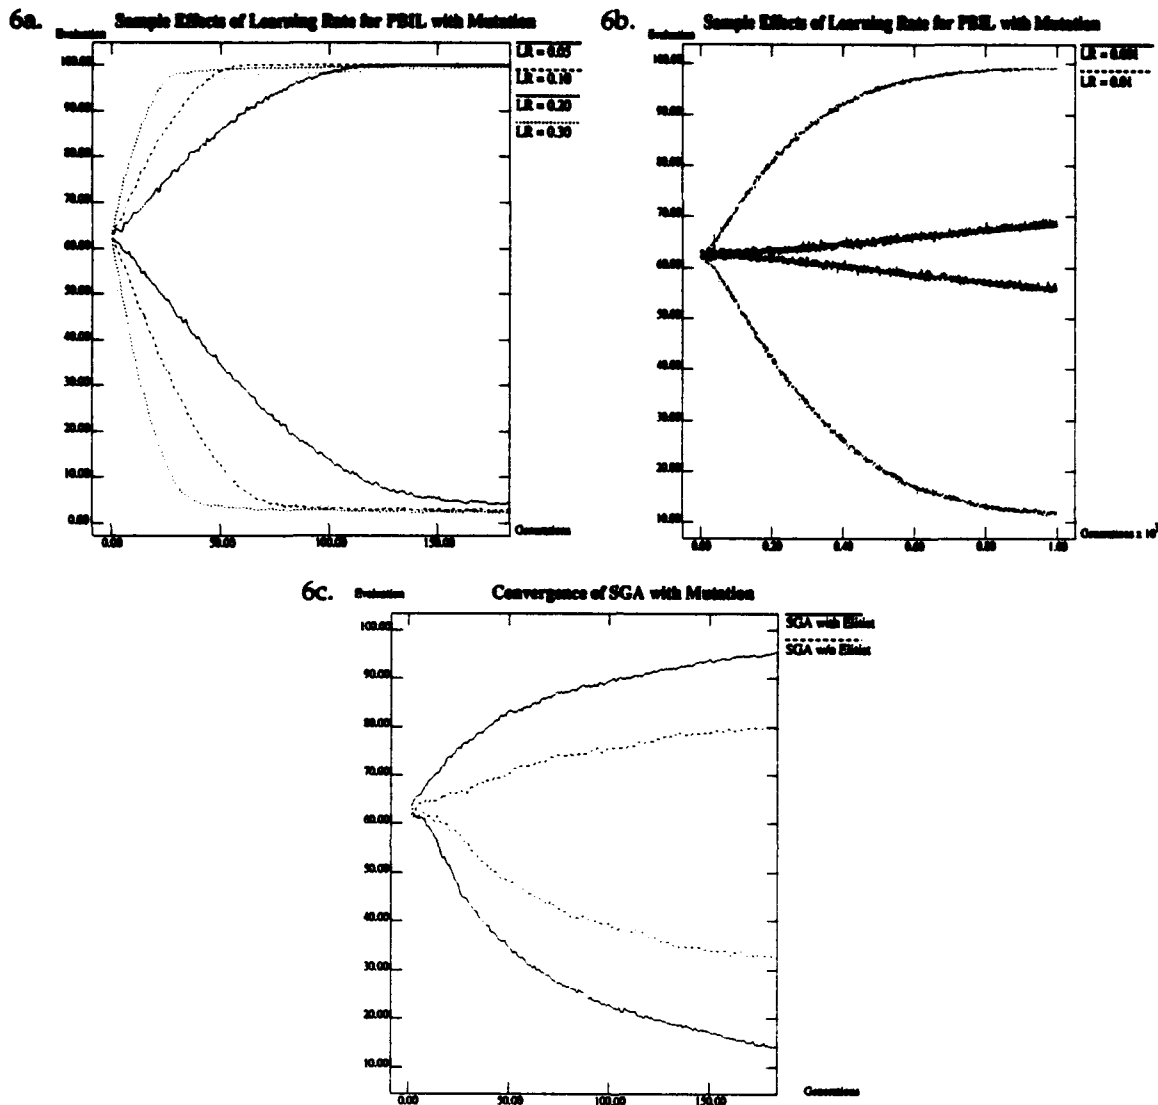 6a.
Sample Effects of Learning Rate for PBIL with Mutation
Evaluation
LR = 0.05
LR = 0.10
LR = 0.20
LR = 0.30
100.00
90.00
80.00
70.00
60.00
50.00
40.00
30.00
20.00
10.00
0.00
Generations
0.00 50.00 100.00 150.00
6b.
Sample Effects of Learning Rate for PBIL with Mutation
Evaluation
LR = 0.001
LR = 0.01
100.00
90.00
80.00
70.00
60.00
50.00
40.00
30.00
20.00
10.00
Generations x 10
0.00 0.20 0.40 0.60 0.80 1.00
6c.
Evaluation
Convergence of SGA with Mutation
SGA with Elitist
SGA w/o Elitist
100.00
90.00
80.00
70.00
60.00
50.00
40.00
30.00
20.00
10.00
Generations
0.00 50.00 100.00 150.00